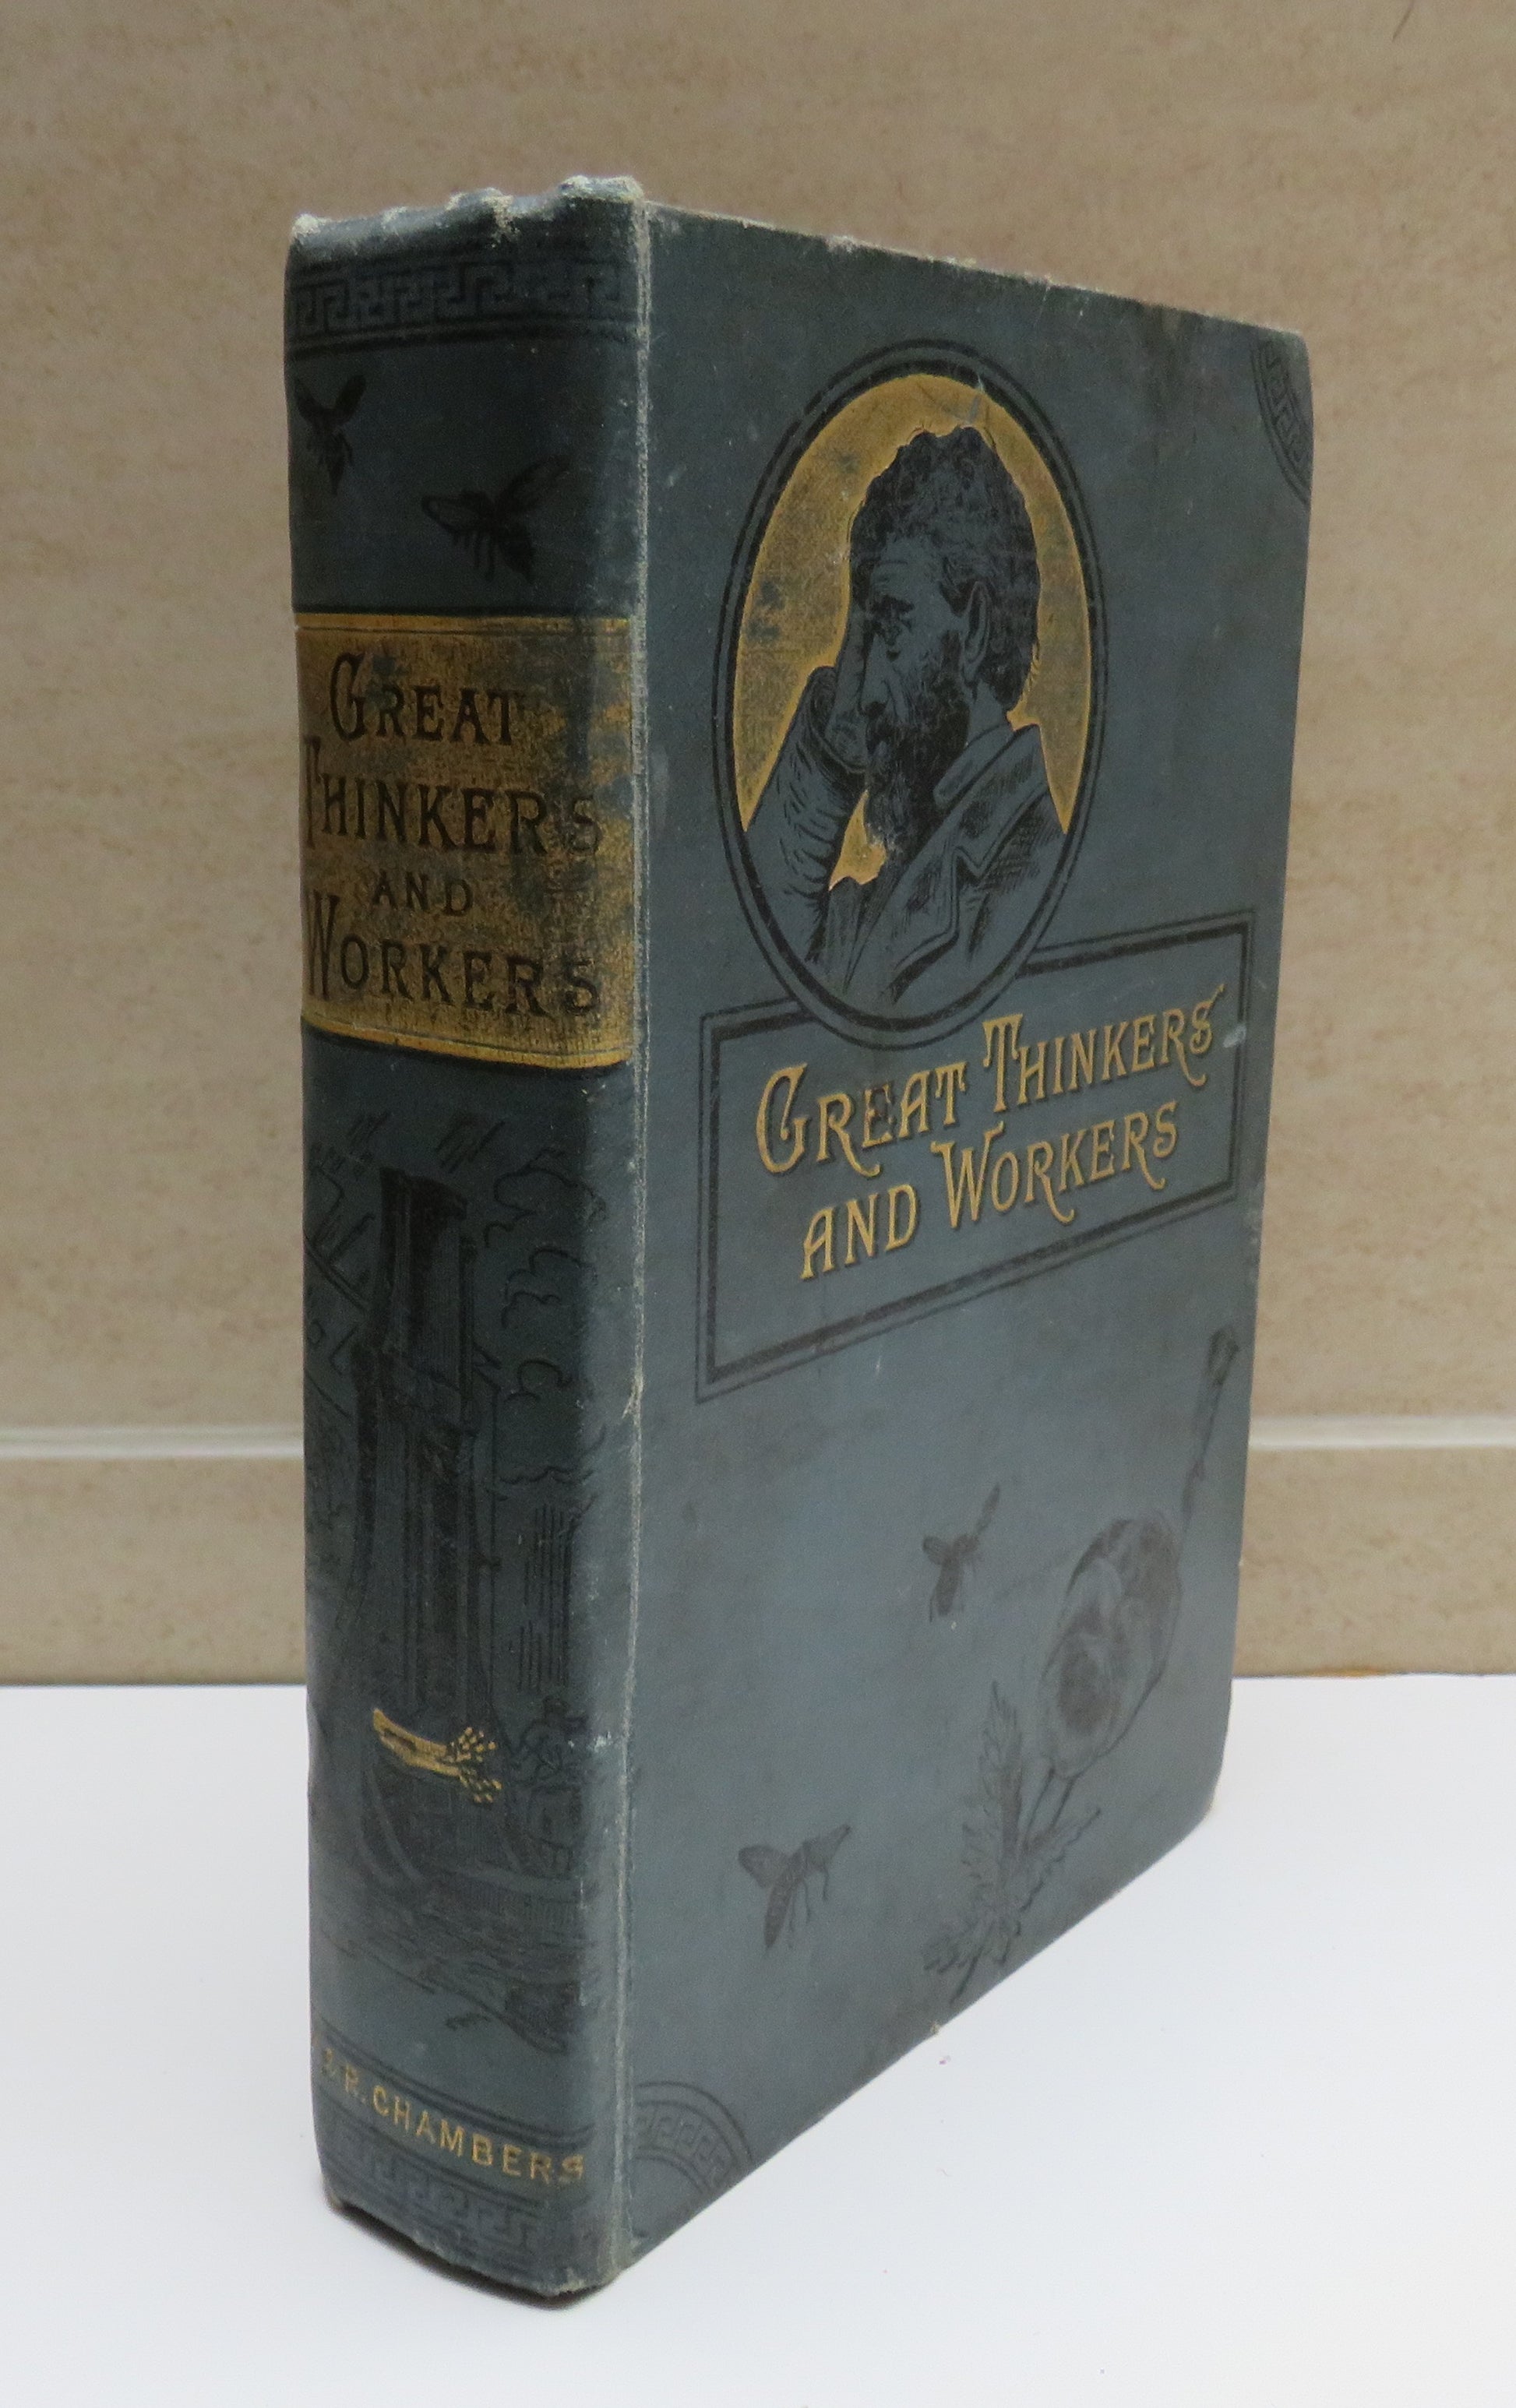 GREAT
THINKERS
AND
WORKERS
& R. CHAMBERS
GREAT THINKERS
AND WORKERS